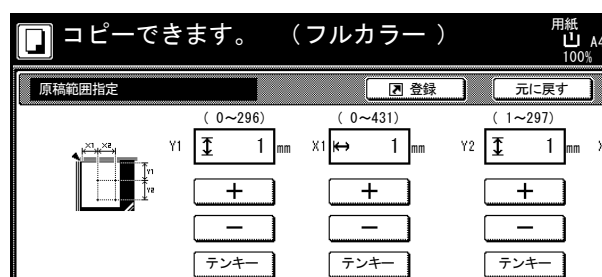 コピーできます。 （フルカラー ） 用紙
A4
100%
原稿範囲指定 登録 元に戻す
( 0～296) ( 0～431) ( 1～297)
X1 X2
Y1
Y2
Y1 1 mm X1 1 mm Y2 1 mm
＋ ＋ ＋
－ － －
テンキー テンキー テンキー